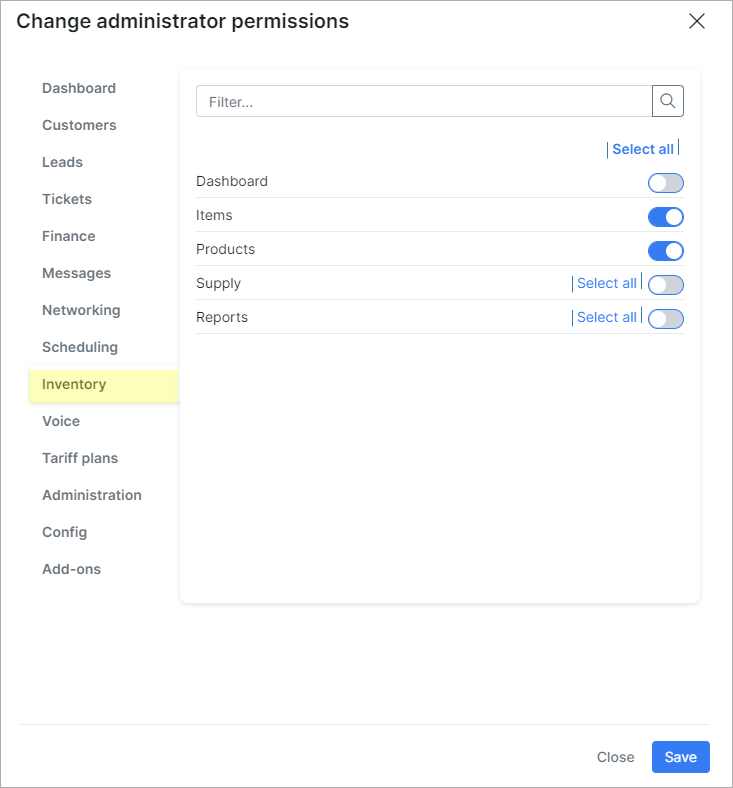 Change administrator permissions
Dashboard
Customers
Leads
Tickets
Finance
Messages
Networking
Scheduling
Inventory
Voice
Tariff plans
Administration
Config
Add-ons
Filter...
Select all
Dashboard
Items
Products
Supply Select all
Reports Select all
Close Save